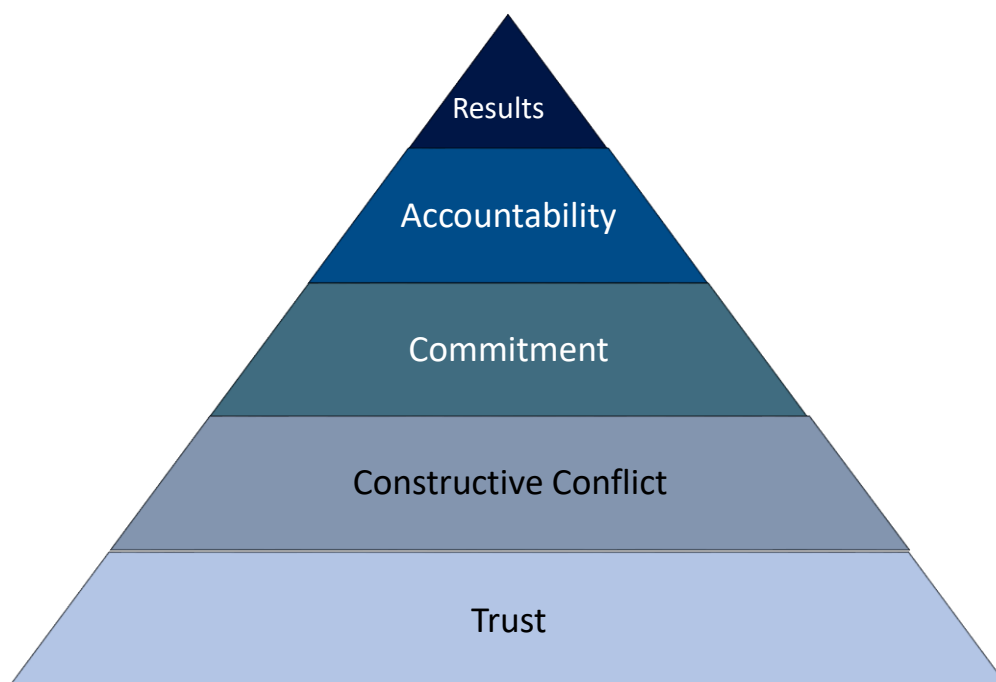 Results
Accountability
Commitment
Constructive Conflict
Trust